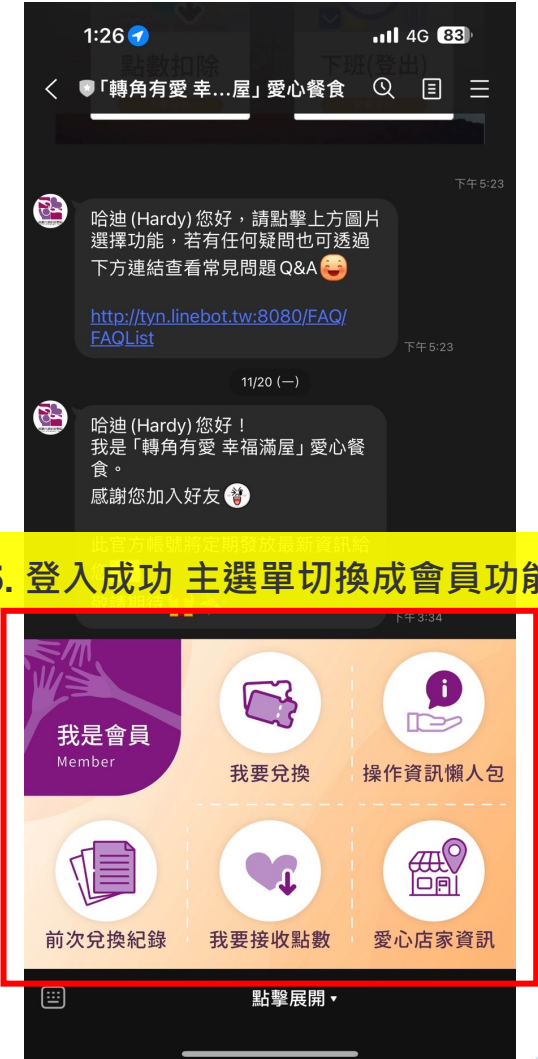 1:26
4G 83
點數扣除
下班(登出)
「轉角有愛 幸...屋」愛心餐食
下午 5:23
哈迪 (Hardy) 您好，請點擊上方圖片
選擇功能，若有任何疑問也可透過
下方連結查看常見問題 Q&A
http://tyn.linebot.tw:8080/FAQ/
FAQList
下午 5:23
11/20 (一)
哈迪 (Hardy) 您好！
我是「轉角有愛 幸福滿屋」愛心餐
食。
感謝您加入好友
此官方帳號將定期發放最新資訊給
5. 登入成功 主選單切換成會員功能
敬請期待
下午 3:34
我是會員
Member
我要兌換
操作資訊懶人包
前次兌換紀錄
我要接收點數
愛心店家資訊
點擊展開